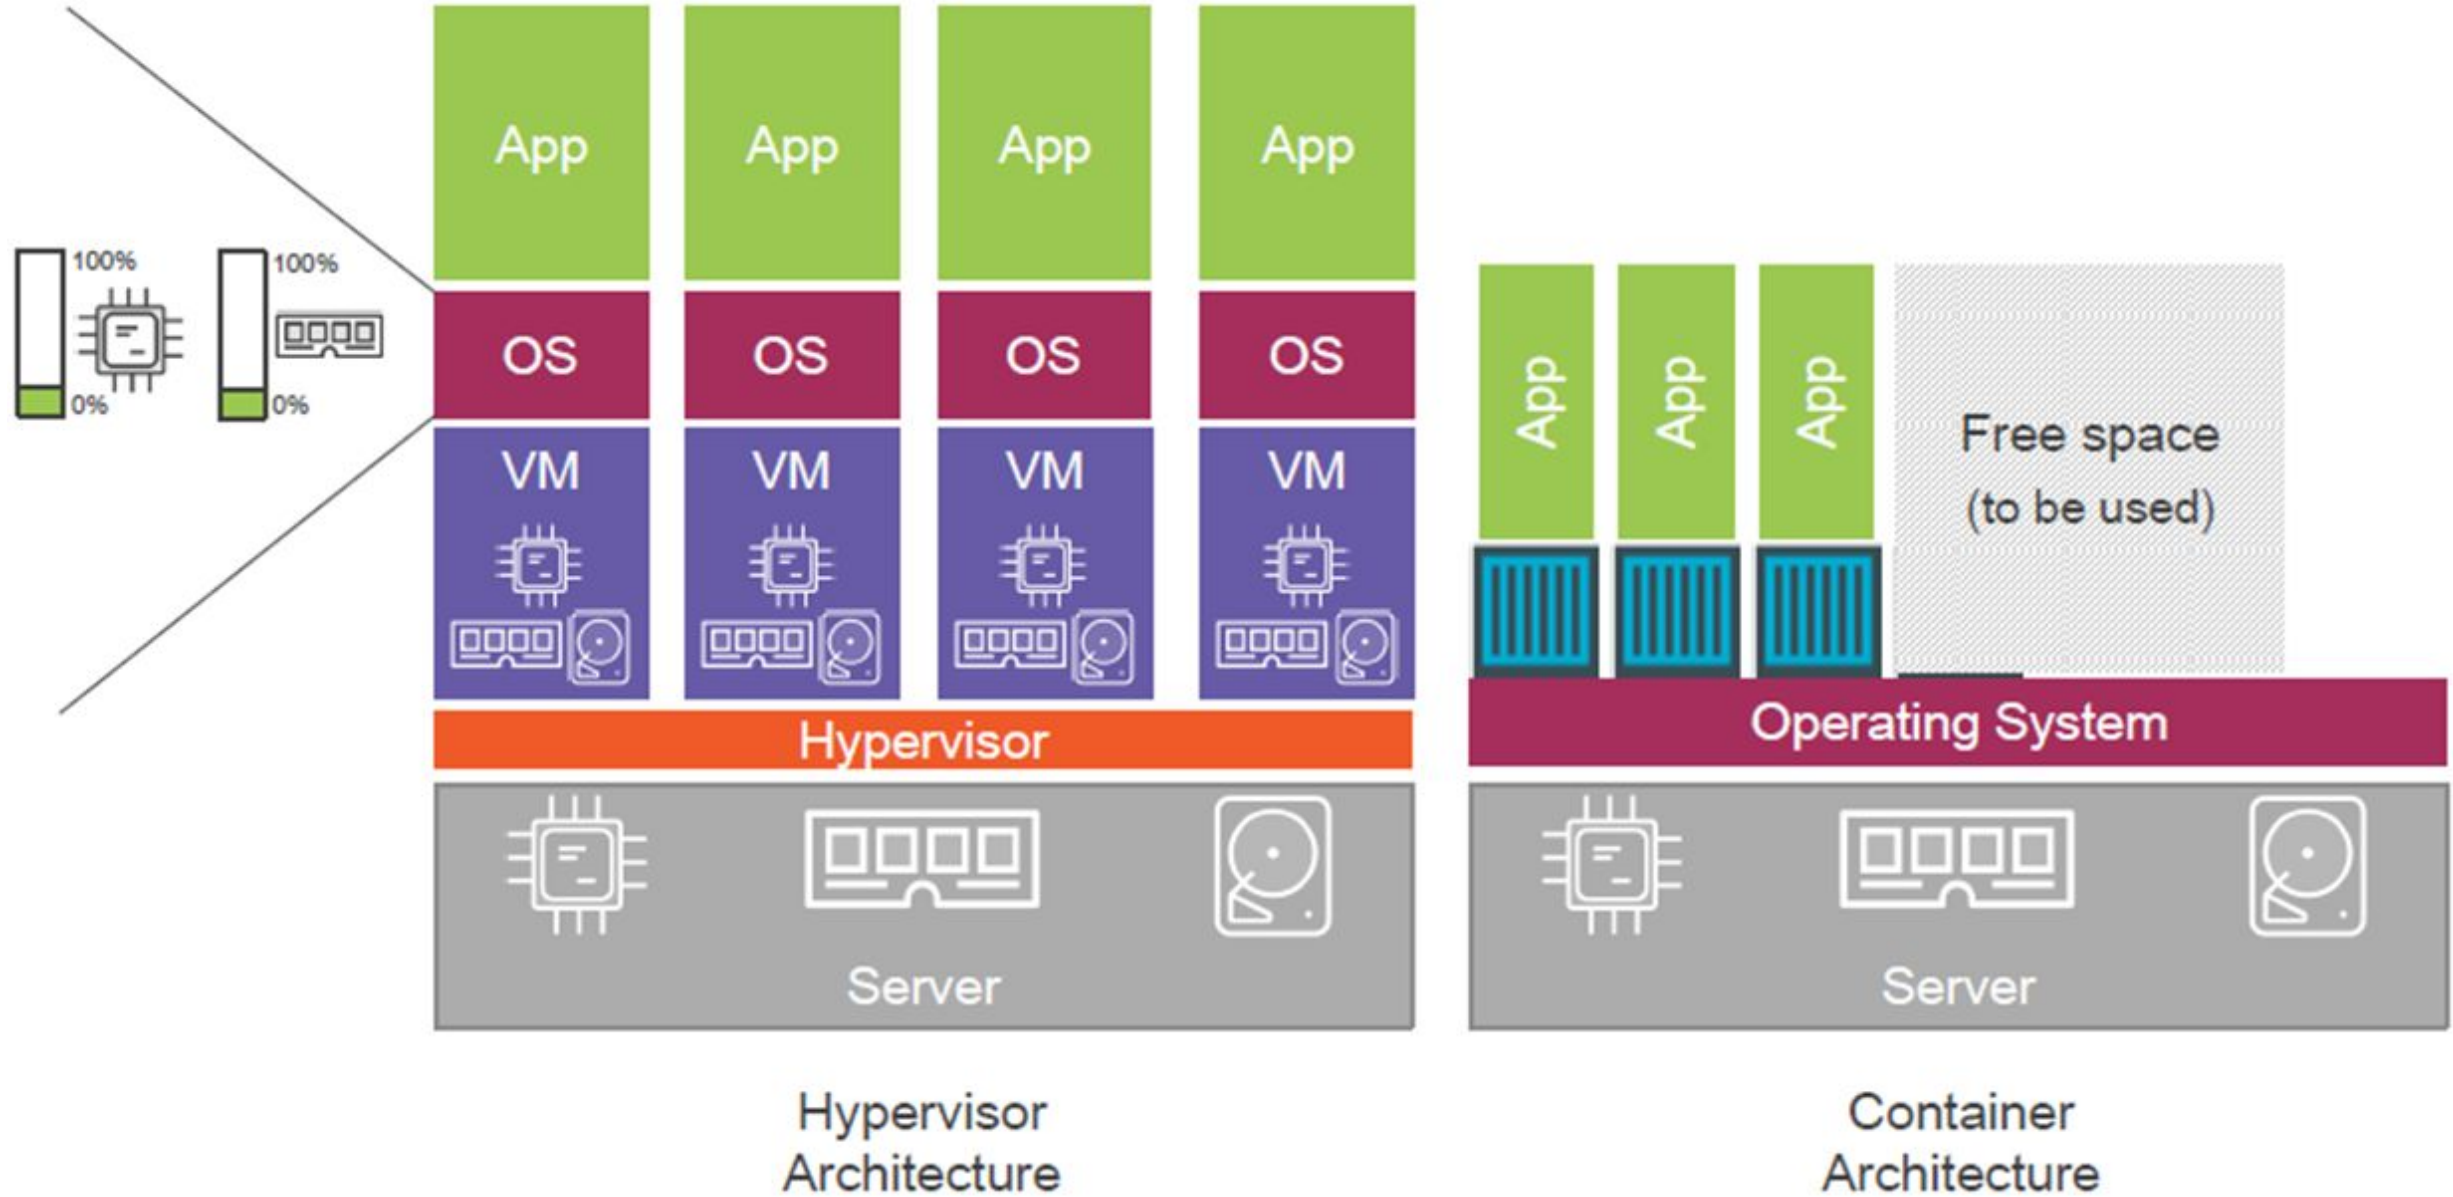 App App App App
100% 100%
0% 0%
OS OS OS OS
VM VM VM VM
Hypervisor
Server
App App App
Free space
(to be used)
Operating System
Server
Hypervisor
Architecture
Container
Architecture